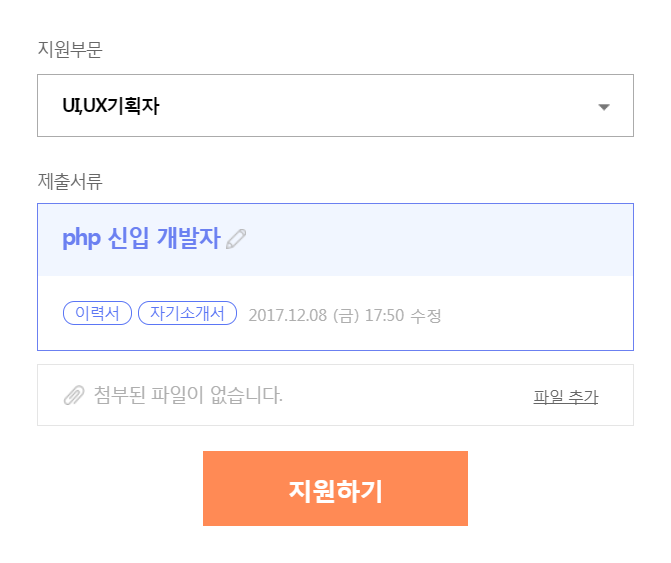 지원부문
UI,UX기획자
제출서류
php 신입 개발자
이력서 자기소개서 2017.12.08 (금) 17:50 수정
첨부된 파일이 없습니다. 파일 추가
지원하기